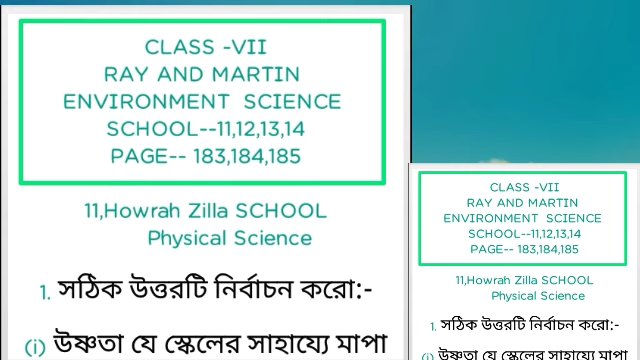 CLASS -VII
RAY AND MARTIN
ENVIRONMENT SCIENCE
SCHOOL--11,12,13,14
PAGE-- 183,184,185
11,Howrah Zilla SCHOOL
Physical Science
1. সঠিক উত্তরটি নির্বাচন করো:-
(i) উষ্ণতা যে স্কেলের সাহায্যে মাপা
CLASS -VII
RAY AND MARTIN
ENVIRONMENT SCIENCE
SCHOOL--11,12,13,14
PAGE-- 183,184,185
11,Howrah Zilla SCHOOL
Physical Science
1. সঠিক উত্তরটি নির্বাচন করো:-
(i) উষ্ণতা যে স্কেলের সাহায্যে মাপা